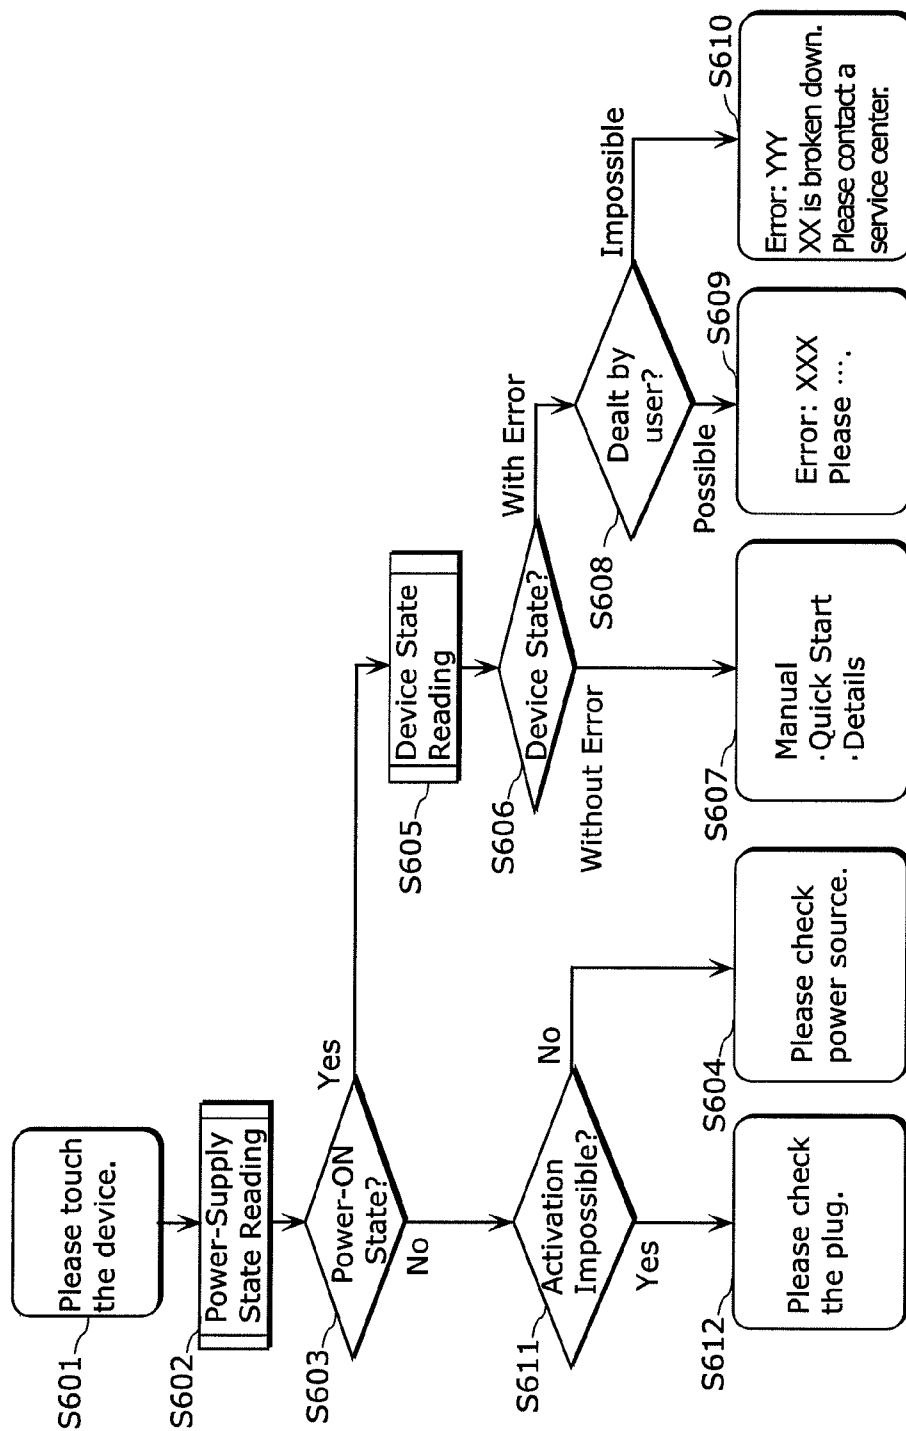 S601
Please touch
the device.
S602
Power-Supply
State Reading
S603
Power-ON
State?
Yes
No
S605
Device State
Reading
S606
Device State?
With Error
Without Error
S608
Dealt by
user?
Impossible
Possible
S611
Activation
Impossible?
No
Yes
S612
Please check
the plug.
S604
Please check
power source.
S607
Manual
·Quick Start
·Details
S609
Error: XXX
Please ···.
S610
Error: YYY
XX is broken down.
Please contact a
service center.